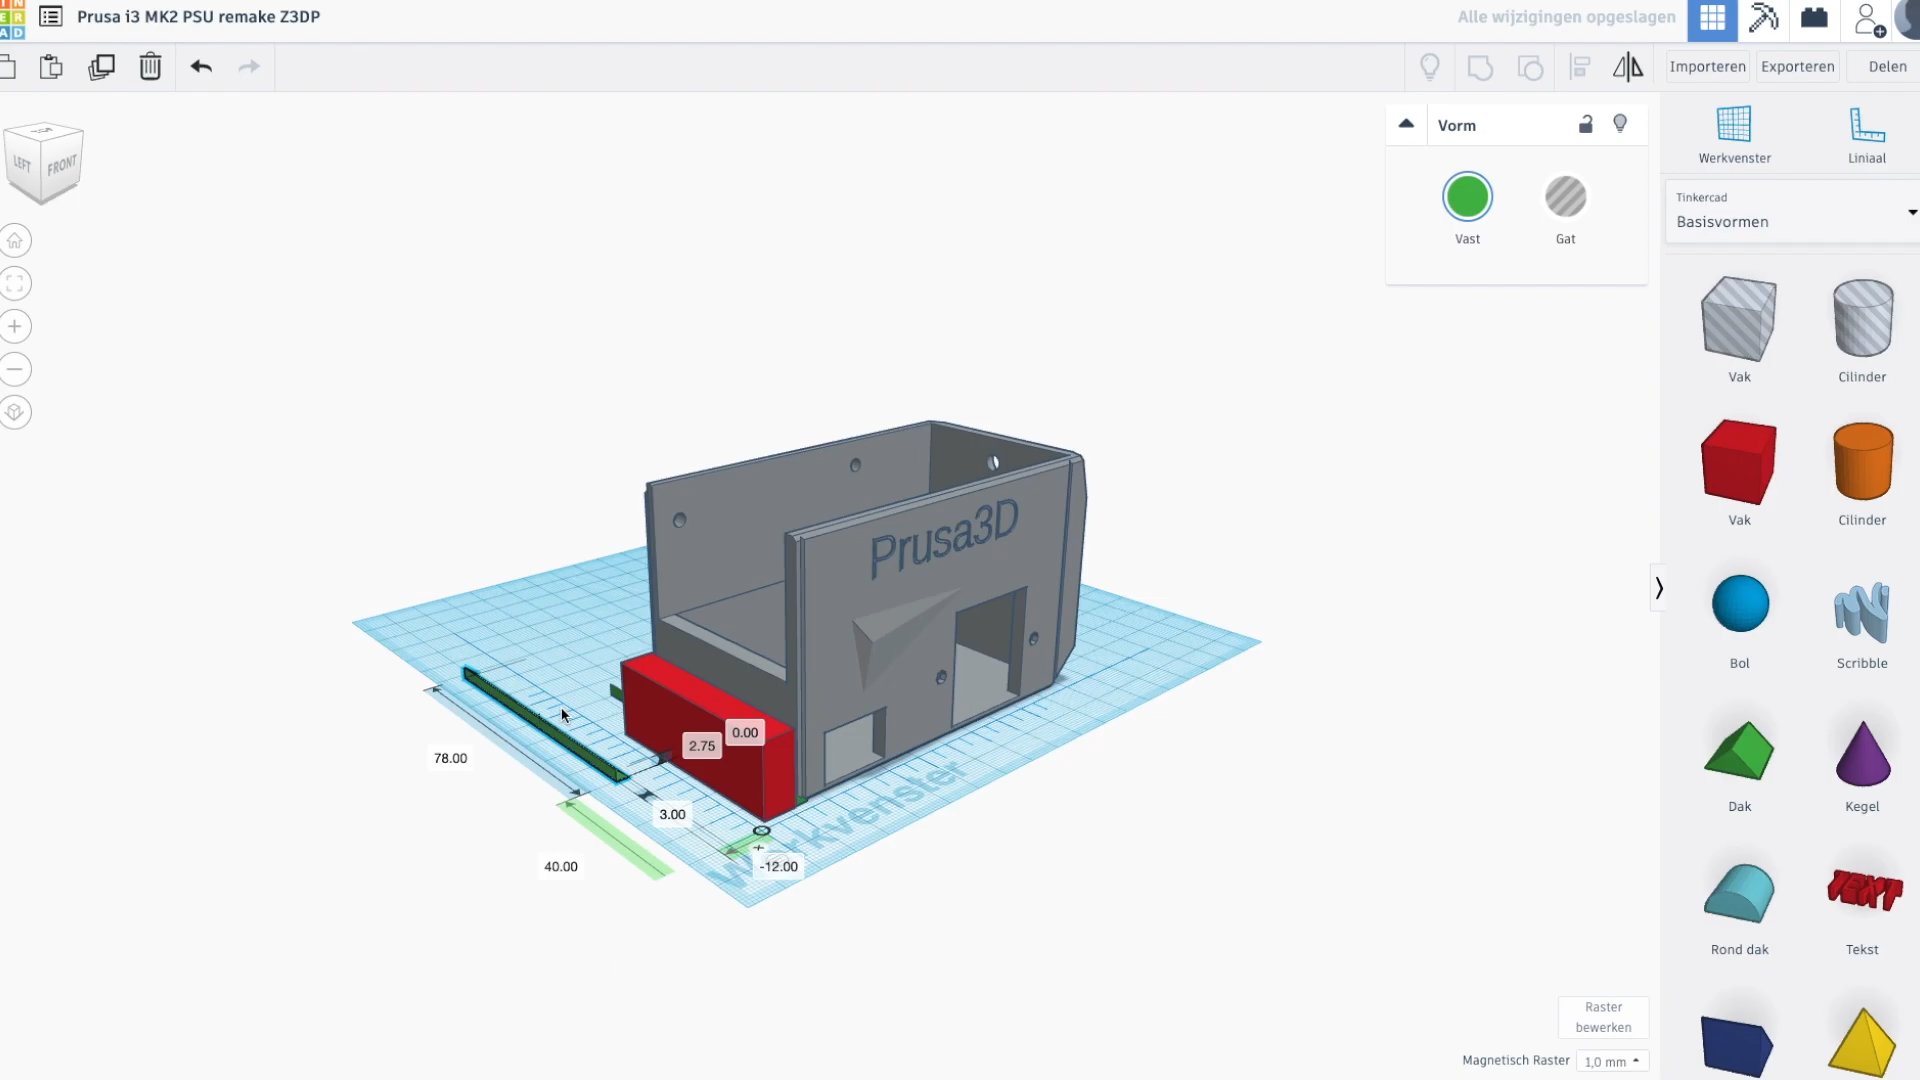 Prusa i3 MK2 PSU remake Z3DP
Alle wijzigingen opgeslagen
Importeren
Exporteren
Delen
TOP
LEFT
FRONT
Vorm
Vast
Gat
Werkvenster
Liniaal
Tinkercad
Basisvormen
Vak
Cilinder
Vak
Cilinder
Bol
Scribble
Dak
Kegel
Rond dak
TEXT
Tekst
Prusa3D
0.00
2.75
78.00
3.00
40.00
-12.00
Werkvenster
Raster
bewerken
Magnetisch Raster
1,0 mm